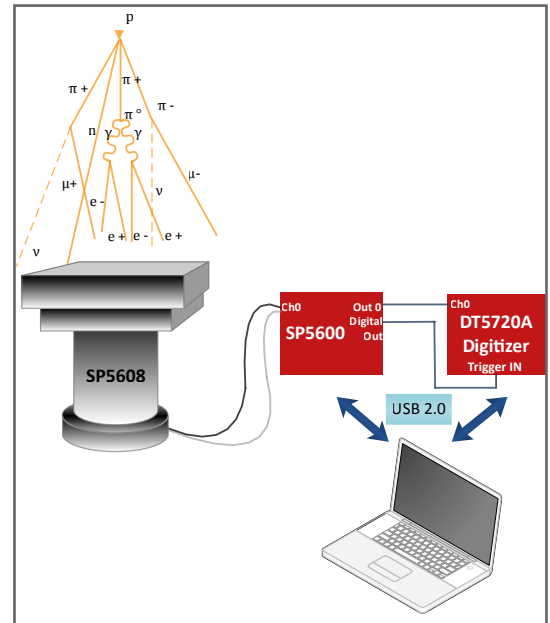 p
π +
π +
π -
π °
n
γ
γ
μ+
e -
ν
μ-
e +
e -
e +
ν
Ch0
Out 0
Digital
Out
SP5600
Ch0
DT5720A
Digitizer
Trigger IN
SP5608
USB 2.0